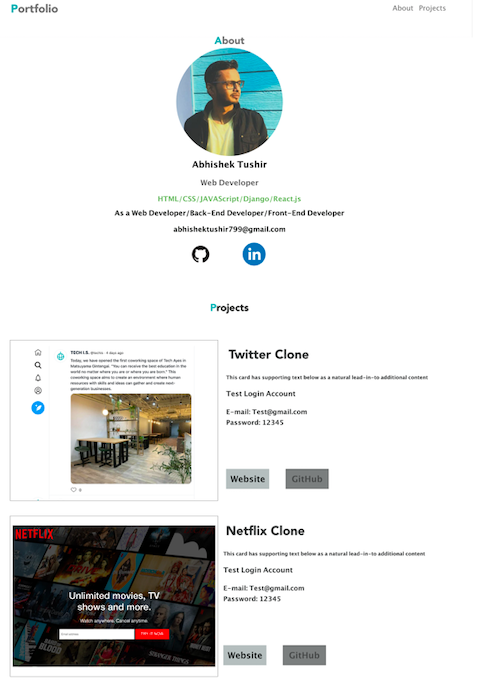 Portfolio
About Projects
About
Abhishek Tushir
Web Developer
HTML/CSS/JAVAScript/Django/React.js
As a Web Developer/Back-End Developer/Front-End Developer
abhishektushir799@gmail.com
in
Projects
TECH I.S. @techis · 4 days ago
Today, we have opened the first coworking space of Tech Ayes in
Matsuyama Gintengai. "You can receive the best education in the
world no matter where you are or where you are born." This
coworking space aims to create an environment where human
resources with skills and ideas can gather and create next-
generation businesses.
Twitter Clone
This card has supporting text below as a natural lead-in-to additional content
Test Login Account
E-mail: Test@gmail.com
Password: 12345
Website GitHub
NETFLIX
Unlimited movies, TV
shows and more.
Watch anywhere. Cancel anytime.
TRY IT NOW
Netflix Clone
This card has supporting text below as a natural lead-in-to additional content
Test Login Account
E-mail: Test@gmail.com
Password: 12345
Website GitHub